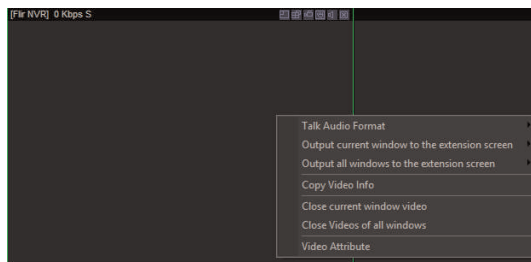 [Flir NVR] 0 Kbps S
Talk Audio Format
Output current window to the extension screen
Output all windows to the extension screen
Copy Video Info
Close current window video
Close Videos of all windows
Video Attribute